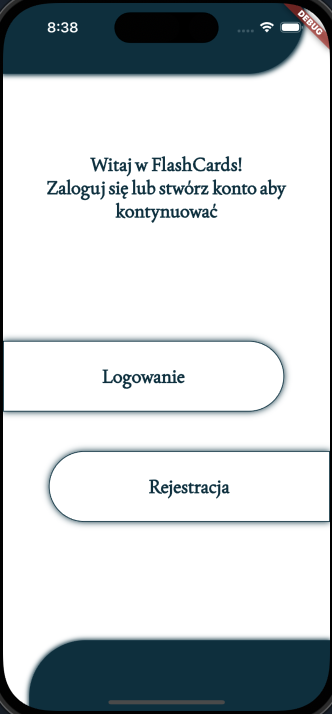 8:38
DEBUG
Witaj w FlashCards!
Zaloguj się lub stwórz konto aby
kontynuować
Logowanie
Rejestracja